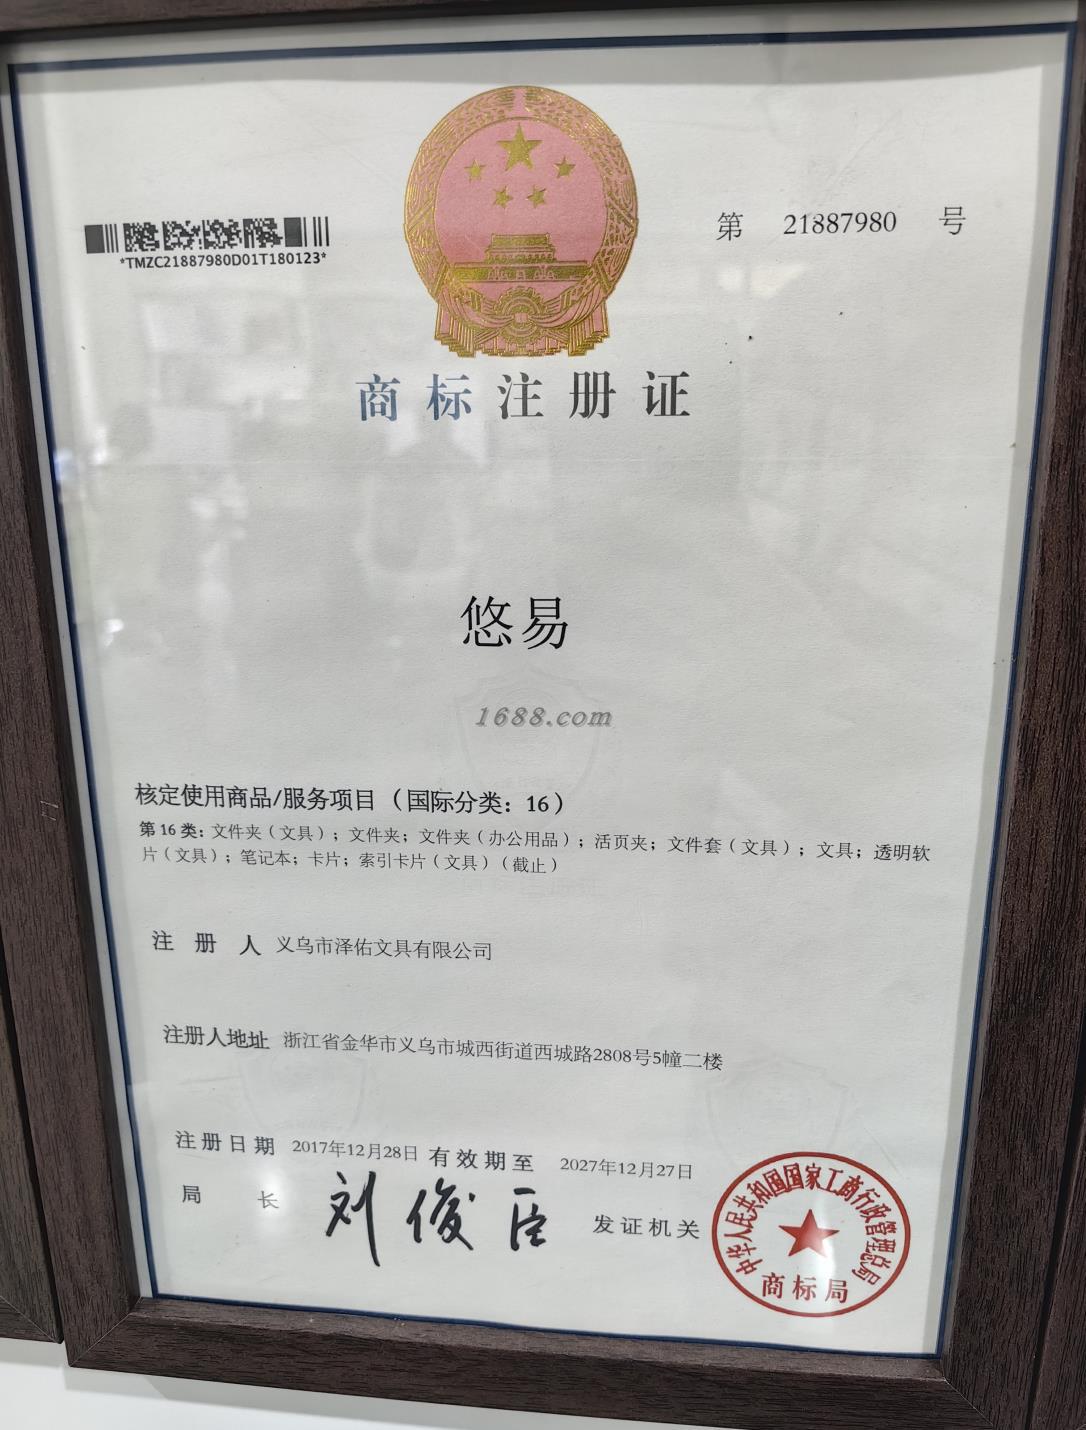 第 21887980 号
*TMZC21887980D01T180123*
商标注册证
悠易
1688.com
核定使用商品/服务项目（国际分类：16）
第16类：文件夹（文具）；文件夹；文件夹（办公用品）；活页夹；文件套（文具）；文具；透明软
片（文具）；笔记本；卡片；索引卡片（文具）（截止）
注册人 义乌市泽佑文具有限公司
注册人地址 浙江省金华市义乌市城西街道西城路2808号5幢二楼
注册日期 2017年12月28日 有效期至 2027年12月27日
局长 刘俊臣 发证机关
中华人民共和国国家工商行政管理总局
商标局